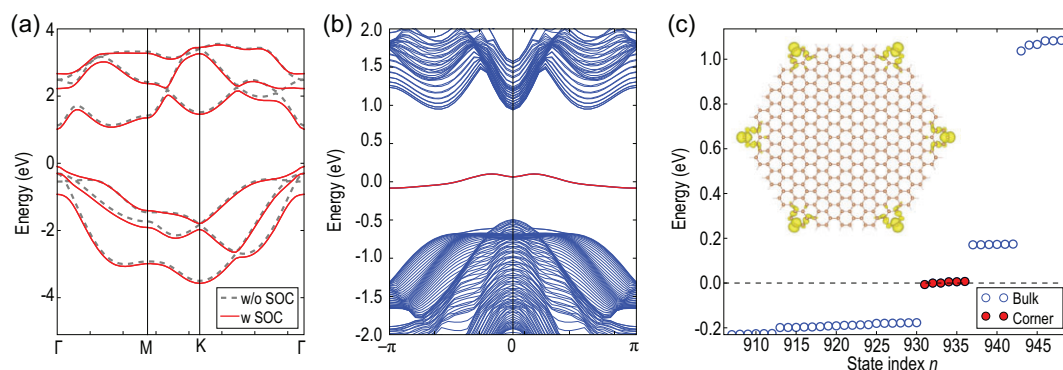 (a)
4
2
0
-2
-4
Energy (eV)
Γ
M
K
Γ
w/o SOC
w SOC
(b)
2.0
1.5
1.0
0.5
0.0
-0.5
-1.0
-1.5
-2.0
Energy (eV)
−π
0
π
(c)
1.0
0.8
0.6
0.4
0.2
0.0
-0.2
Energy (eV)
910 915 920 925 930 935 940 945
State index n
Bulk
Corner